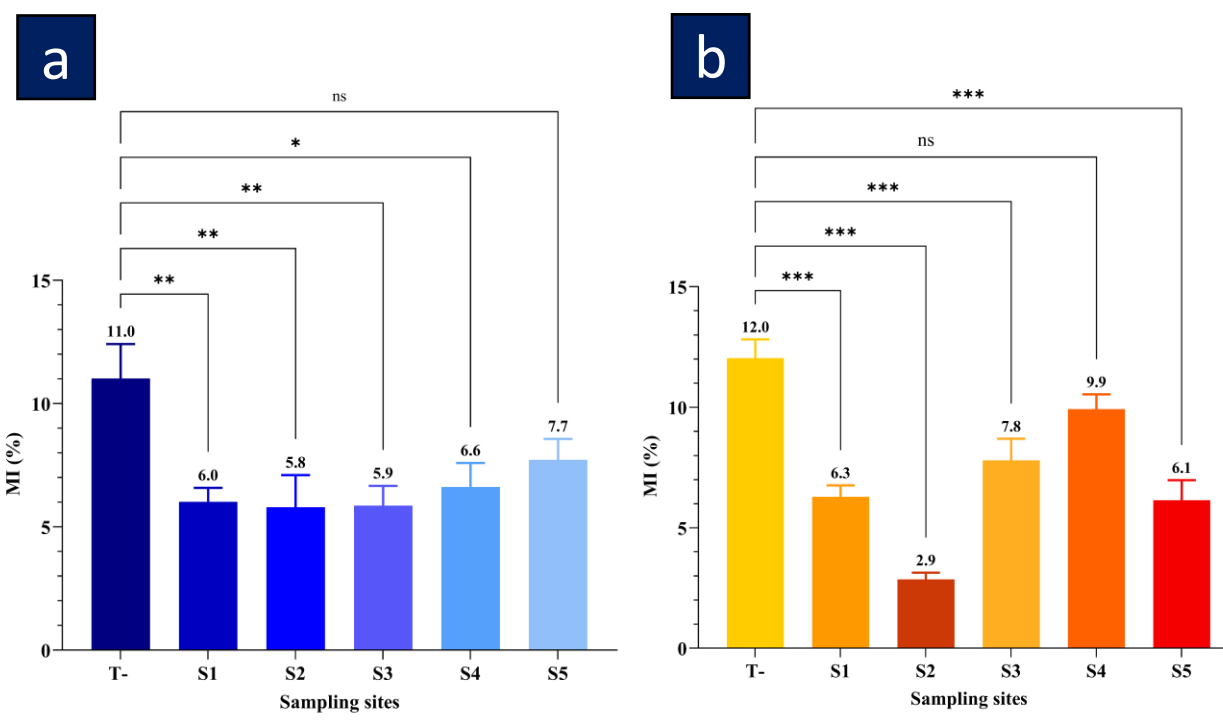 a
ns
*
**
**
**
15
10
5
0
MI (%)
11.0
6.0
5.8
5.9
6.6
7.7
T- S1 S2 S3 S4 S5
Sampling sites
b
***
ns
***
***
***
15
10
5
0
MI (%)
12.0
6.3
2.9
7.8
9.9
6.1
T- S1 S2 S3 S4 S5
Sampling sites